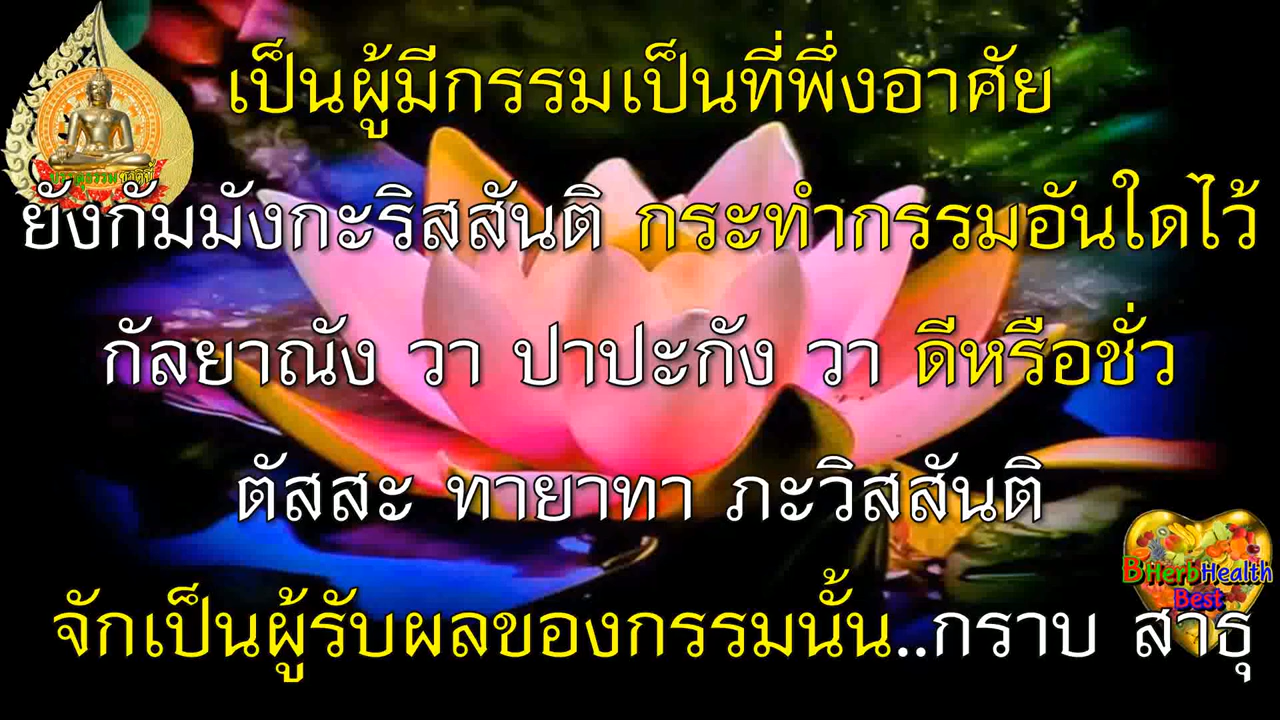 เป็นผู้มีกรรมเป็นที่พึ่งอาศัย
ยังกัมมังกะริสสันติ กระทำกรรมอันใดไว้
กัลยาณัง วา ปาปะกัง วา ดีหรือชั่ว
ตัสสะ ทายาทา ภะวิสสันติ
BHerbHealth
Best
จักเป็นผู้รับผลของกรรมนั้น..กราบ สาธุ